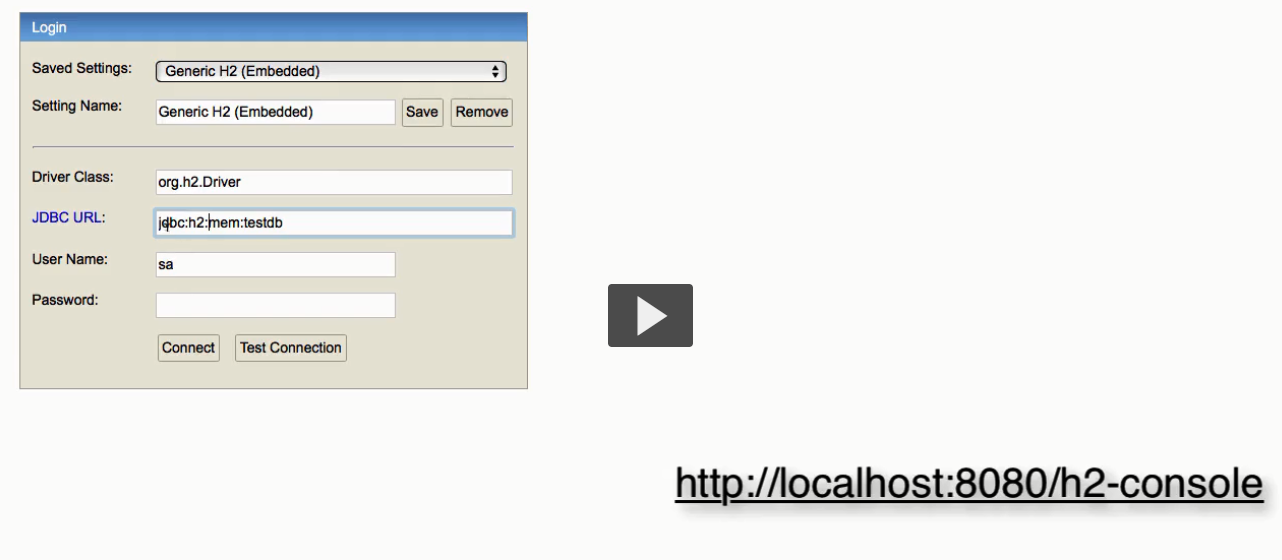 Login
Saved Settings: Generic H2 (Embedded)
Setting Name: Generic H2 (Embedded) Save Remove
Driver Class: org.h2.Driver
JDBC URL: jdbc:h2:mem:testdb
User Name: sa
Password:
Connect Test Connection
http://localhost:8080/h2-console